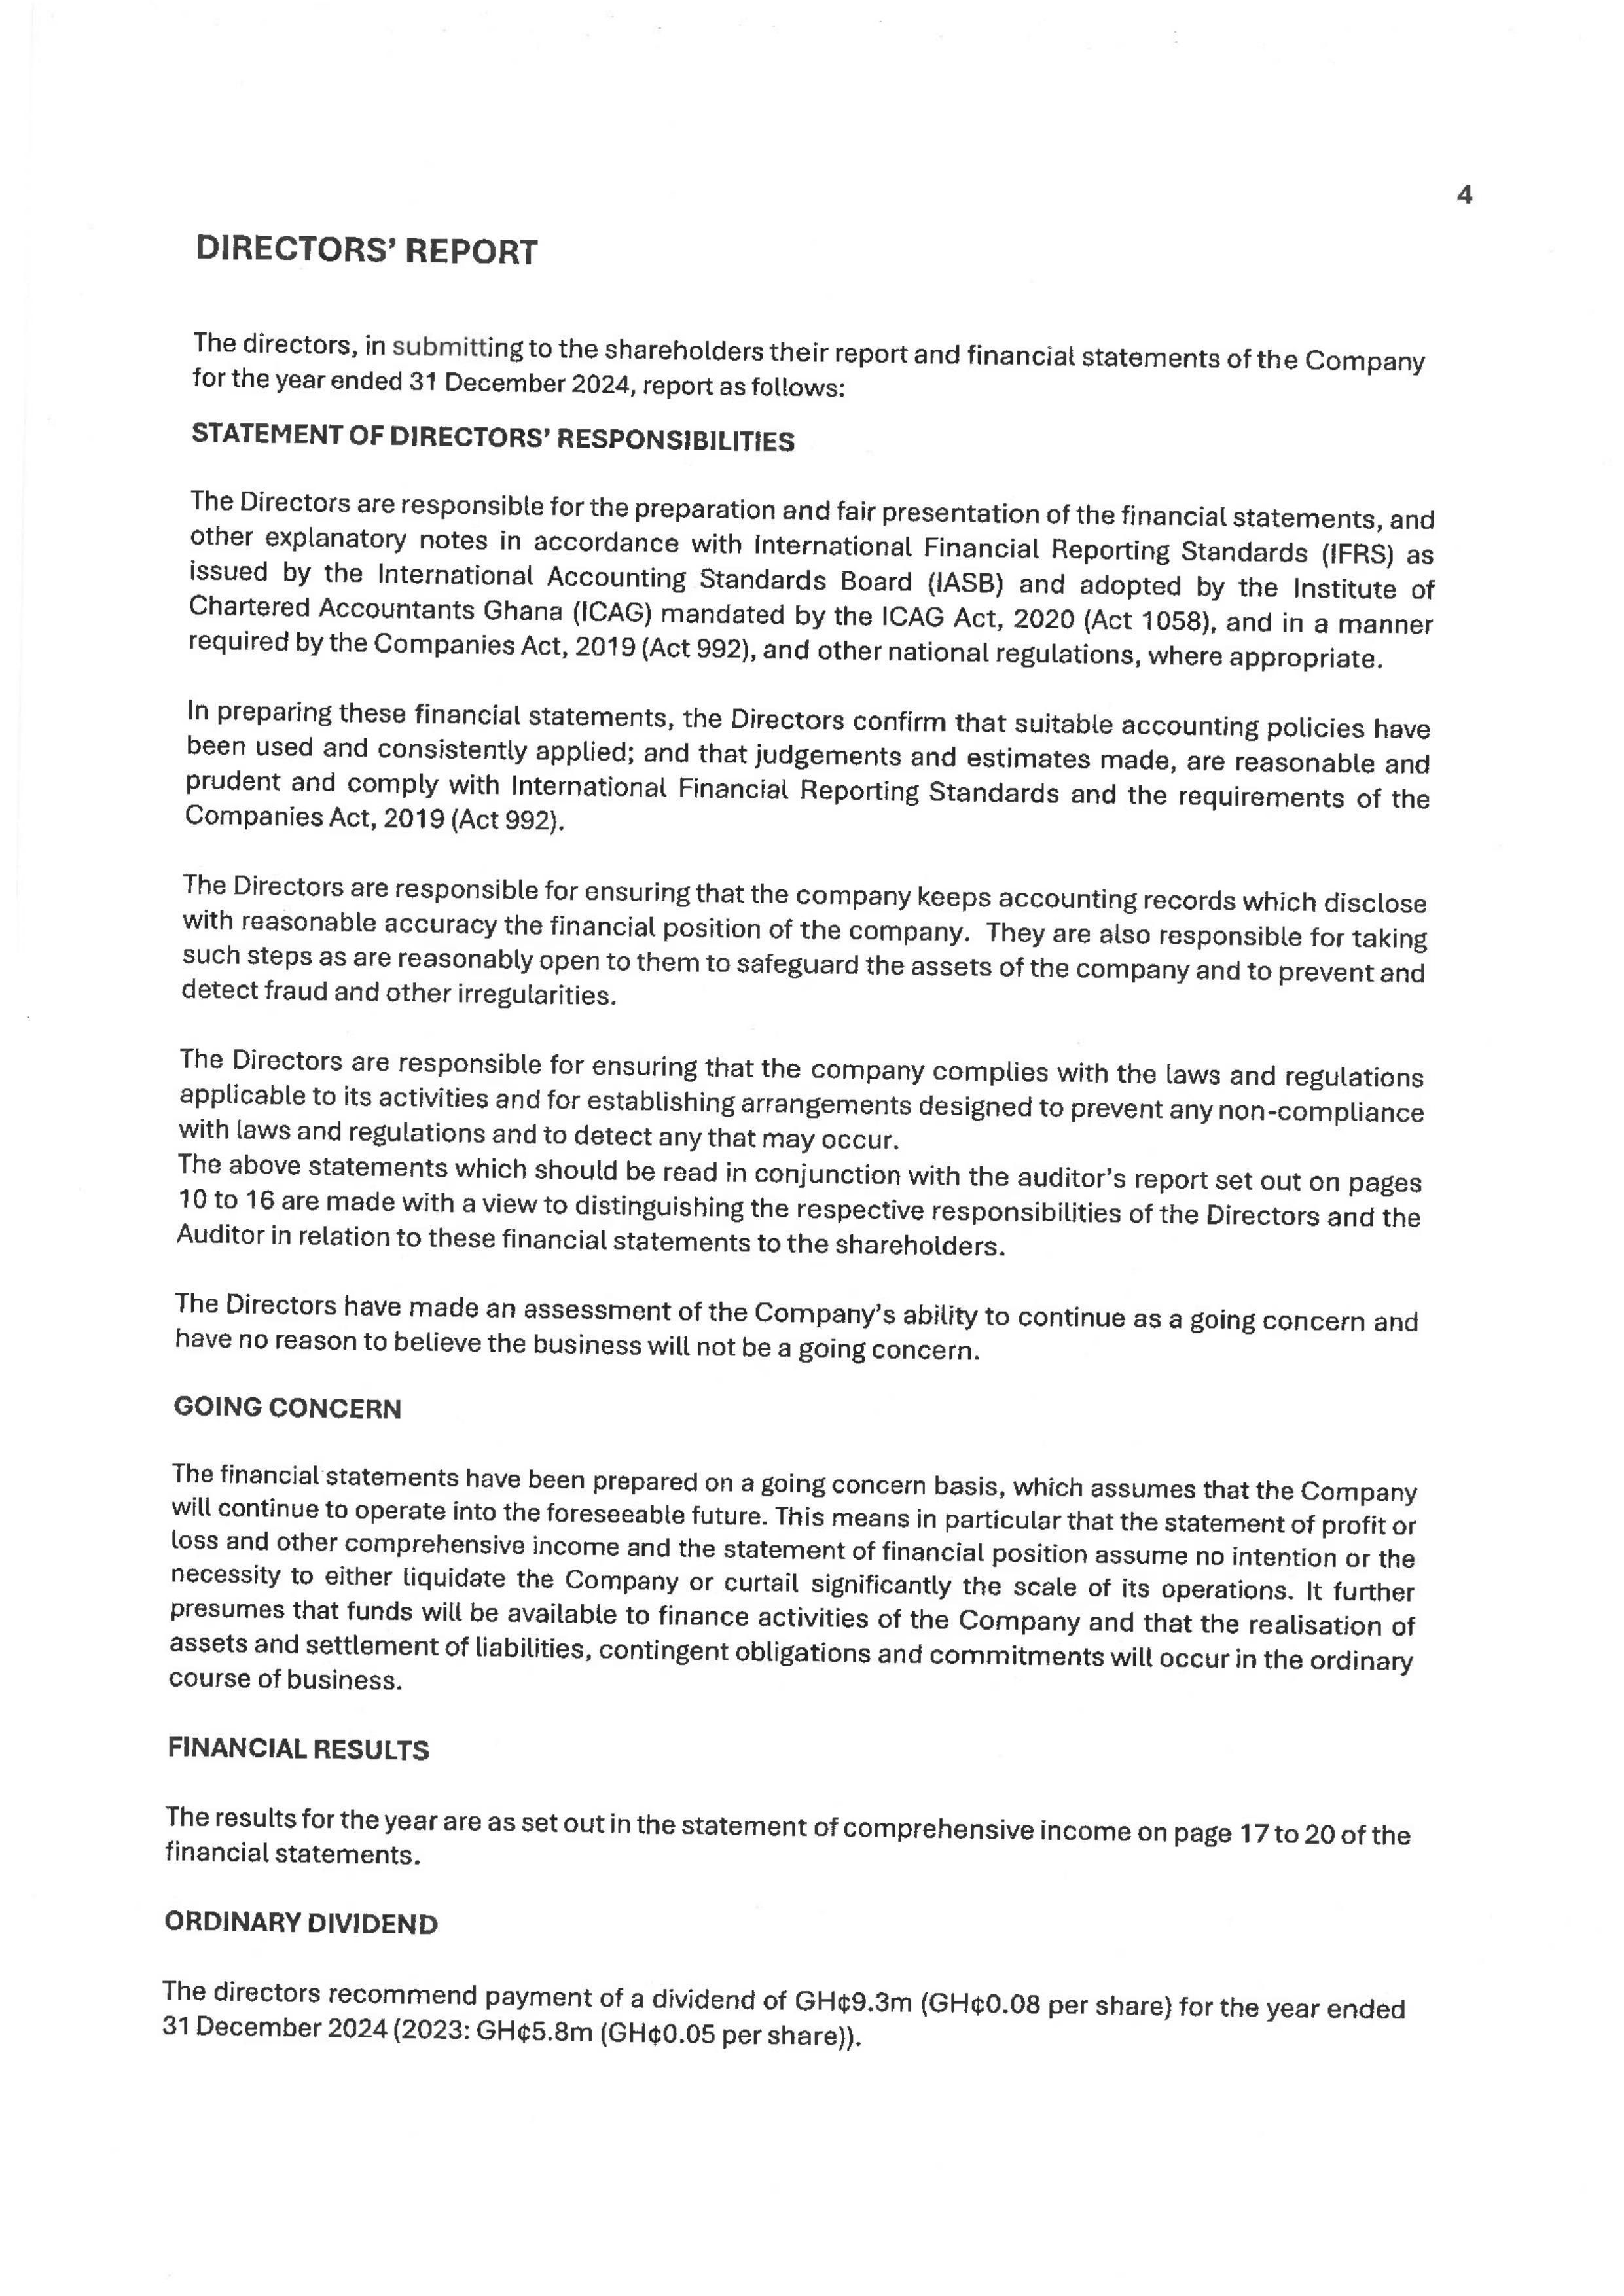 4
DIRECTORS' REPORT
The directors, in submitting to the shareholders their report and financial statements of the Company
for the year ended 31 December 2024, report as follows:
STATEMENT OF DIRECTORS' RESPONSIBILITIES
The Directors are responsible for the preparation and fair presentation of the financial statements, and
other explanatory notes in accordance with International Financial Reporting Standards (IFRS) as
issued by the International Accounting Standards Board (IASB) and adopted by the Institute of
Chartered Accountants Ghana (ICAG) mandated by the ICAG Act, 2020 (Act 1058), and in a manner
required by the Companies Act, 2019 (Act 992), and other national regulations, where appropriate.
In preparing these financial statements, the Directors confirm that suitable accounting policies have
been used and consistently applied; and that judgements and estimates made, are reasonable and
prudent and comply with International Financial Reporting Standards and the requirements of the
Companies Act, 2019 (Act 992).
The Directors are responsible for ensuring that the company keeps accounting records which disclose
with reasonable accuracy the financial position of the company. They are also responsible for taking
such steps as are reasonably open to them to safeguard the assets of the company and to prevent and
detect fraud and other irregularities.
The Directors are responsible for ensuring that the company complies with the laws and regulations
applicable to its activities and for establishing arrangements designed to prevent any non-compliance
with laws and regulations and to detect any that may occur.
The above statements which should be read in conjunction with the auditor's report set out on pages
10 to 16 are made with a view to distinguishing the respective responsibilities of the Directors and the
Auditor in relation to these financial statements to the shareholders.
The Directors have made an assessment of the Company's ability to continue as a going concern and
have no reason to believe the business will not be a going concern.
GOING CONCERN
The financial statements have been prepared on a going concern basis, which assumes that the Company
will continue to operate into the foreseeable future. This means in particular that the statement of profit or
loss and other comprehensive income and the statement of financial position assume no intention or the
necessity to either liquidate the Company or curtail significantly the scale of its operations. It further
presumes that funds will be available to finance activities of the Company and that the realisation of
assets and settlement of liabilities, contingent obligations and commitments will occur in the ordinary
course of business.
FINANCIAL RESULTS
The results for the year are as set out in the statement of comprehensive income on page 17 to 20 of the
financial statements.
ORDINARY DIVIDEND
The directors recommend payment of a dividend of GH¢9.3m (GH¢0.08 per share) for the year ended
31 December 2024 (2023: GH¢5.8m (GH¢0.05 per share)).